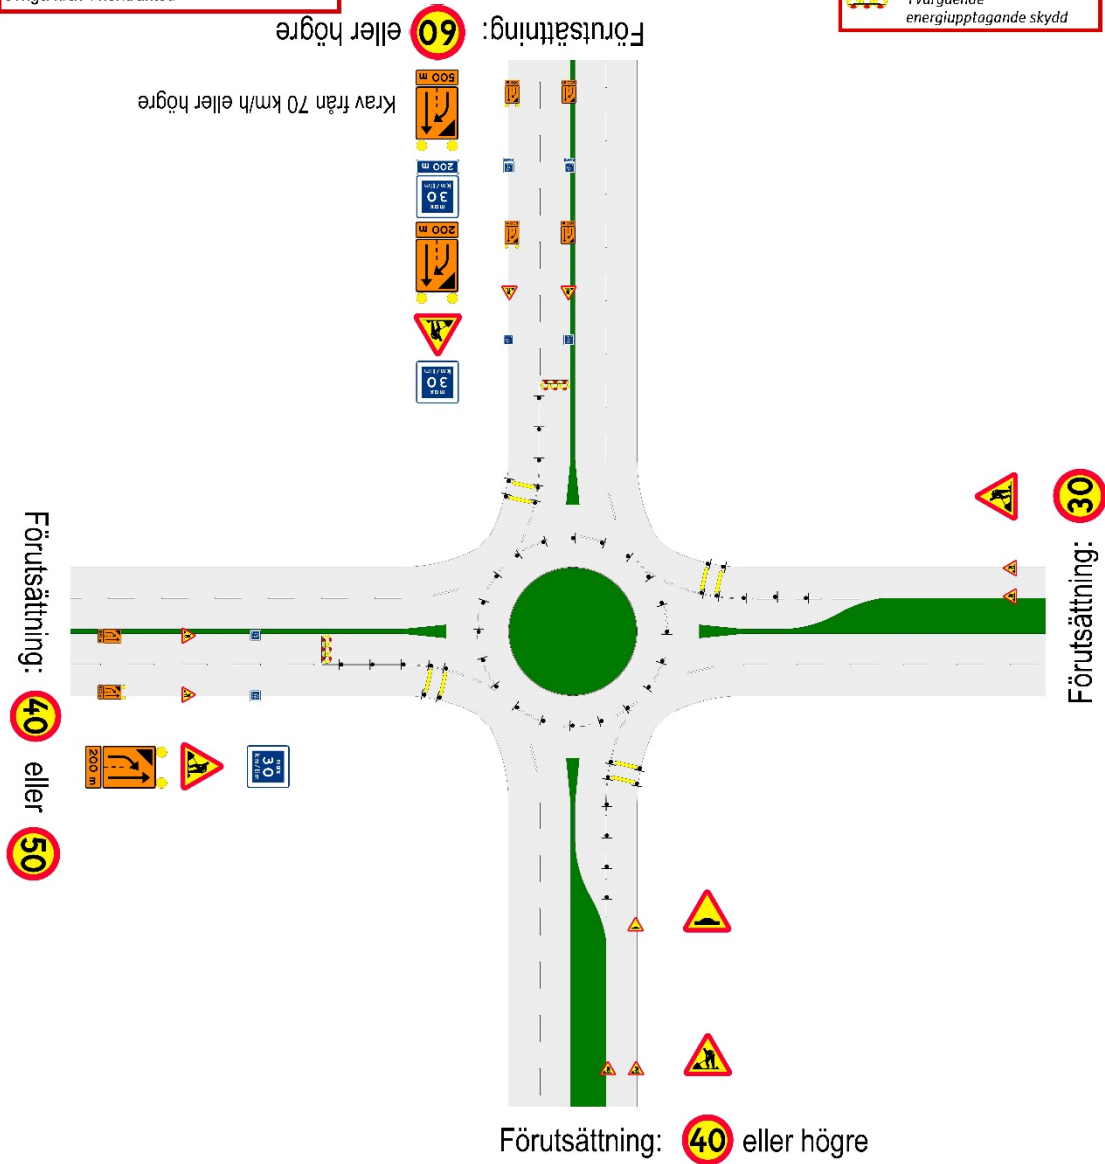 Tvärgående
energiupptagande skydd
Förutsättning: 60 eller högre
500 m
Krav från 70 km/h eller högre
200 m
max
30
km/tim
200 m
max
30
km/tim
Förutsättning: 30
Förutsättning: 40 eller 50
200 m
max
30
km/tim
Förutsättning: 40 eller högre